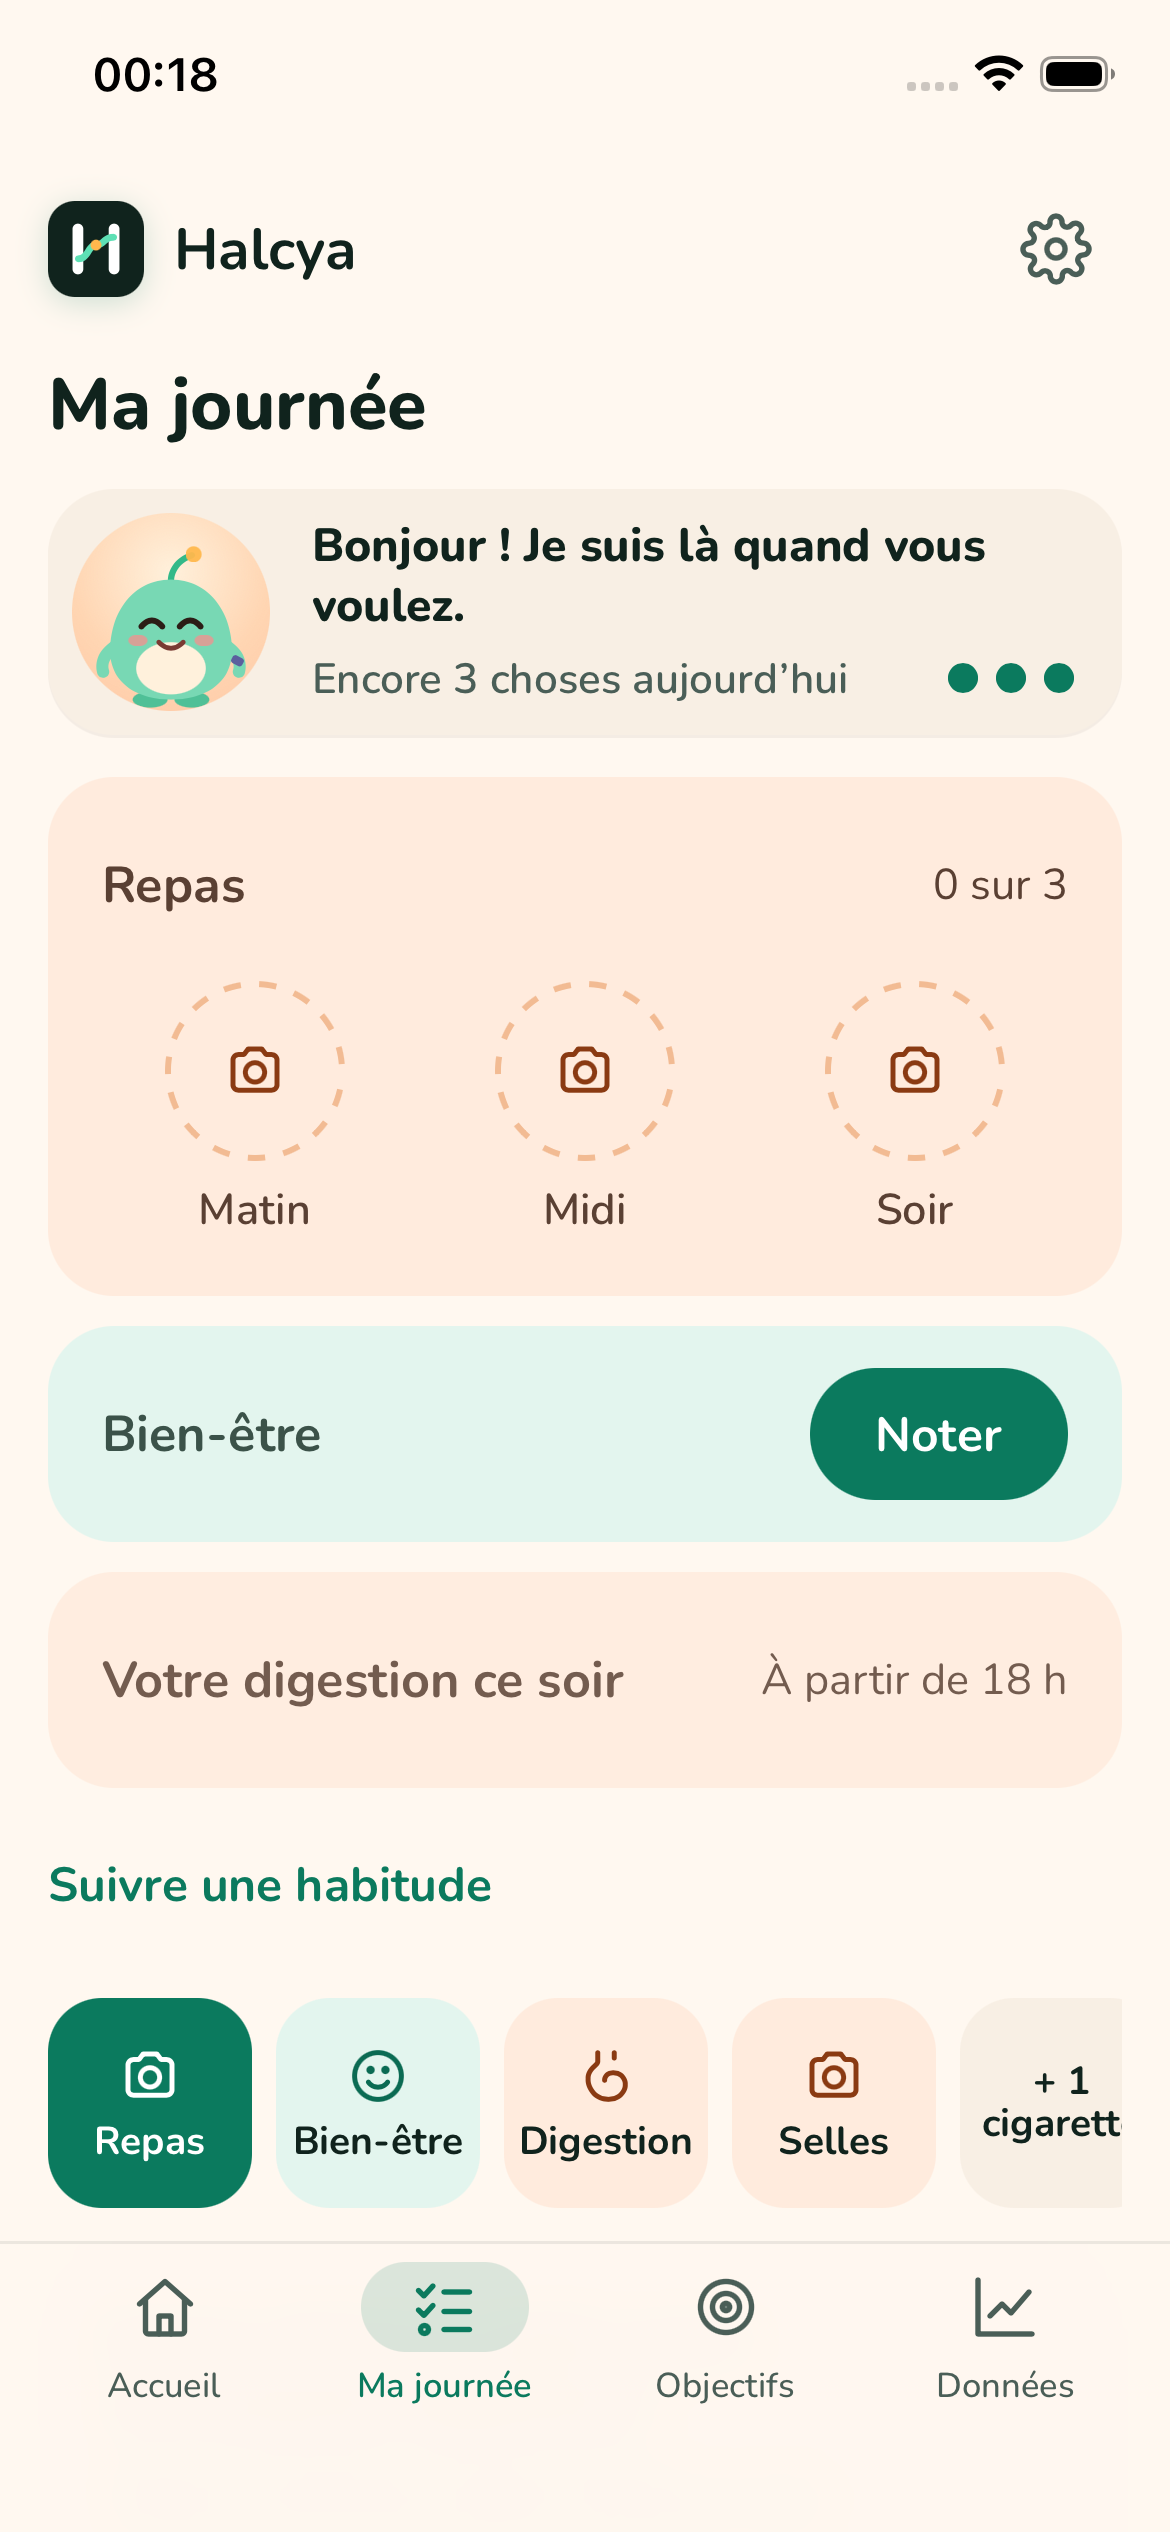 00:18
Halcya
Ma journée
Bonjour ! Je suis là quand vous
voulez.
Encore 3 choses aujourd’hui
Repas
0 sur 3
Matin
Midi
Soir
Bien-être
Noter
Votre digestion ce soir
À partir de 18 h
Suivre une habitude
Repas
Bien-être
Digestion
Selles
+ 1
cigarett
Accueil
Ma journée
Objectifs
Données